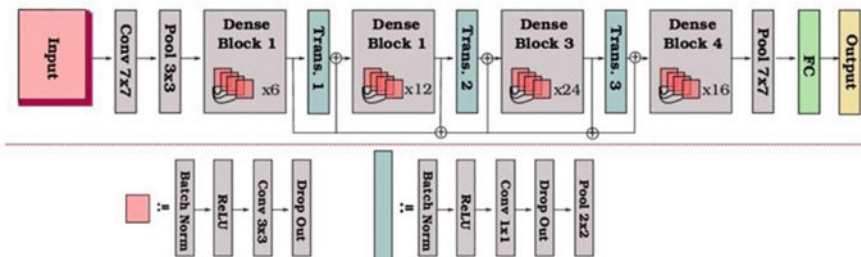 Input
Conv 7x7
Pool 3x3
Dense
Block 1
x6
Trans. 1
Dense
Block 1
x12
Trans. 2
Dense
Block 3
x24
Trans. 3
Dense
Block 4
x16
Pool 7x7
FC
Output
=:
Batch Norm
ReLU
Conv 3x3
Drop Out
=:
Batch Norm
ReLU
Conv 1x1
Drop Out
Pool 2x2